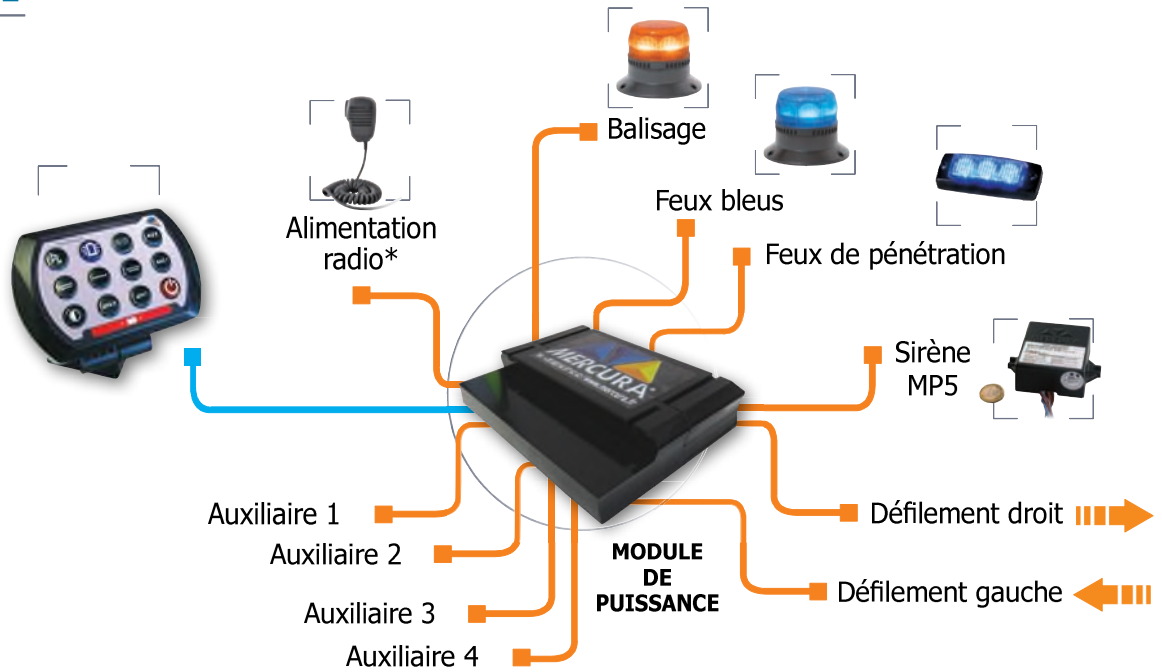 Balisage
Feux bleus
Alimentation
radio*
Feux de pénétration
Sirène
MP5
MERCURA
Auxiliaire 1
Défilement droit
Auxiliaire 2
MODULE
DE
PUISSANCE
Défilement gauche
Auxiliaire 3
Auxiliaire 4